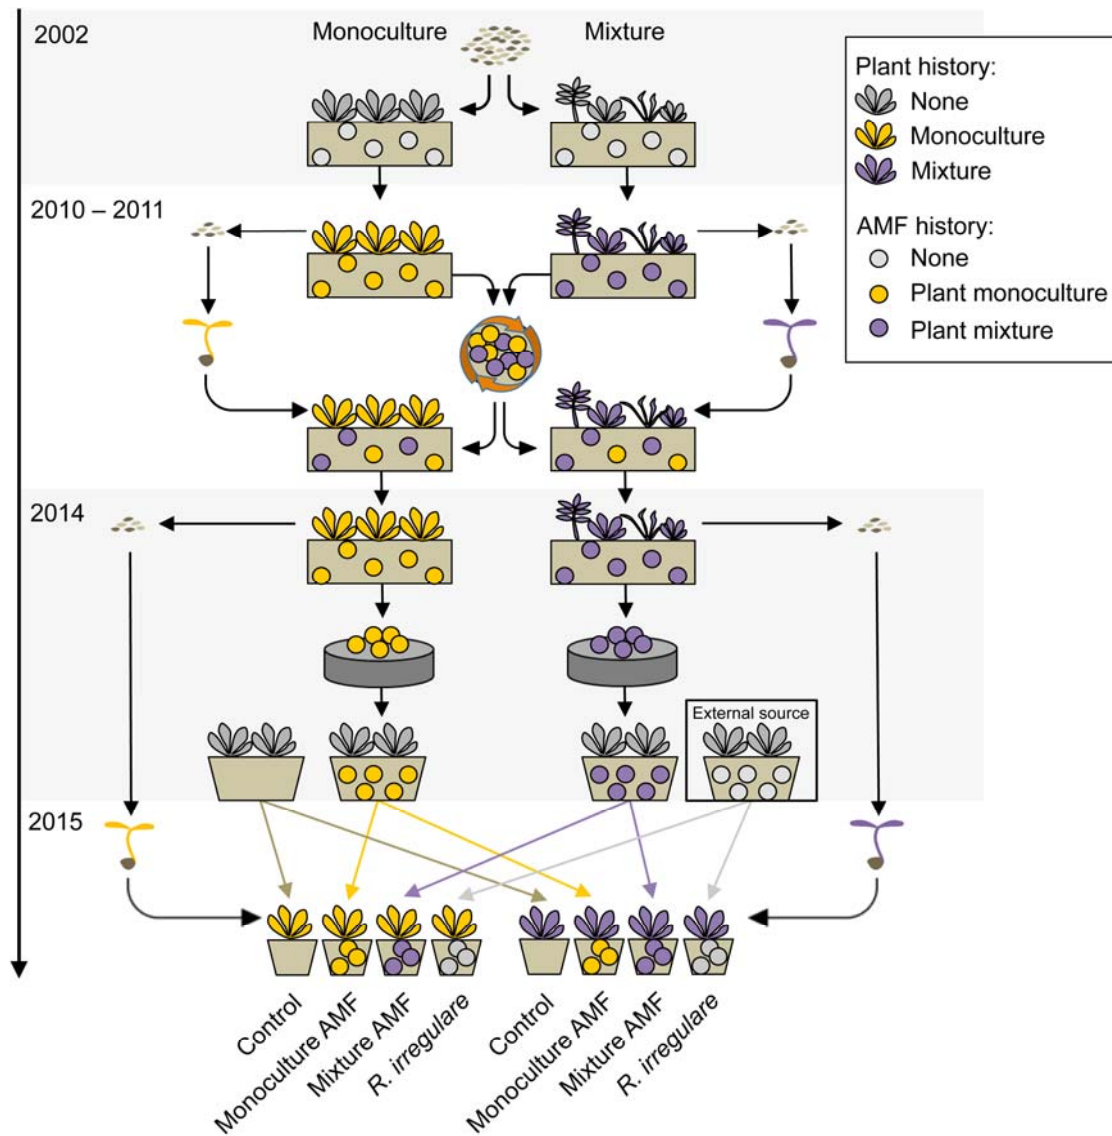 2002
Monoculture
Mixture
Plant history:
None
Monoculture
Mixture
AMF history:
None
Plant monoculture
Plant mixture
2010 – 2011
2014
External source
2015
Control
Monoculture AMF
Mixture AMF
R. irregulare
Control
Monoculture AMF
Mixture AMF
R. irregulare